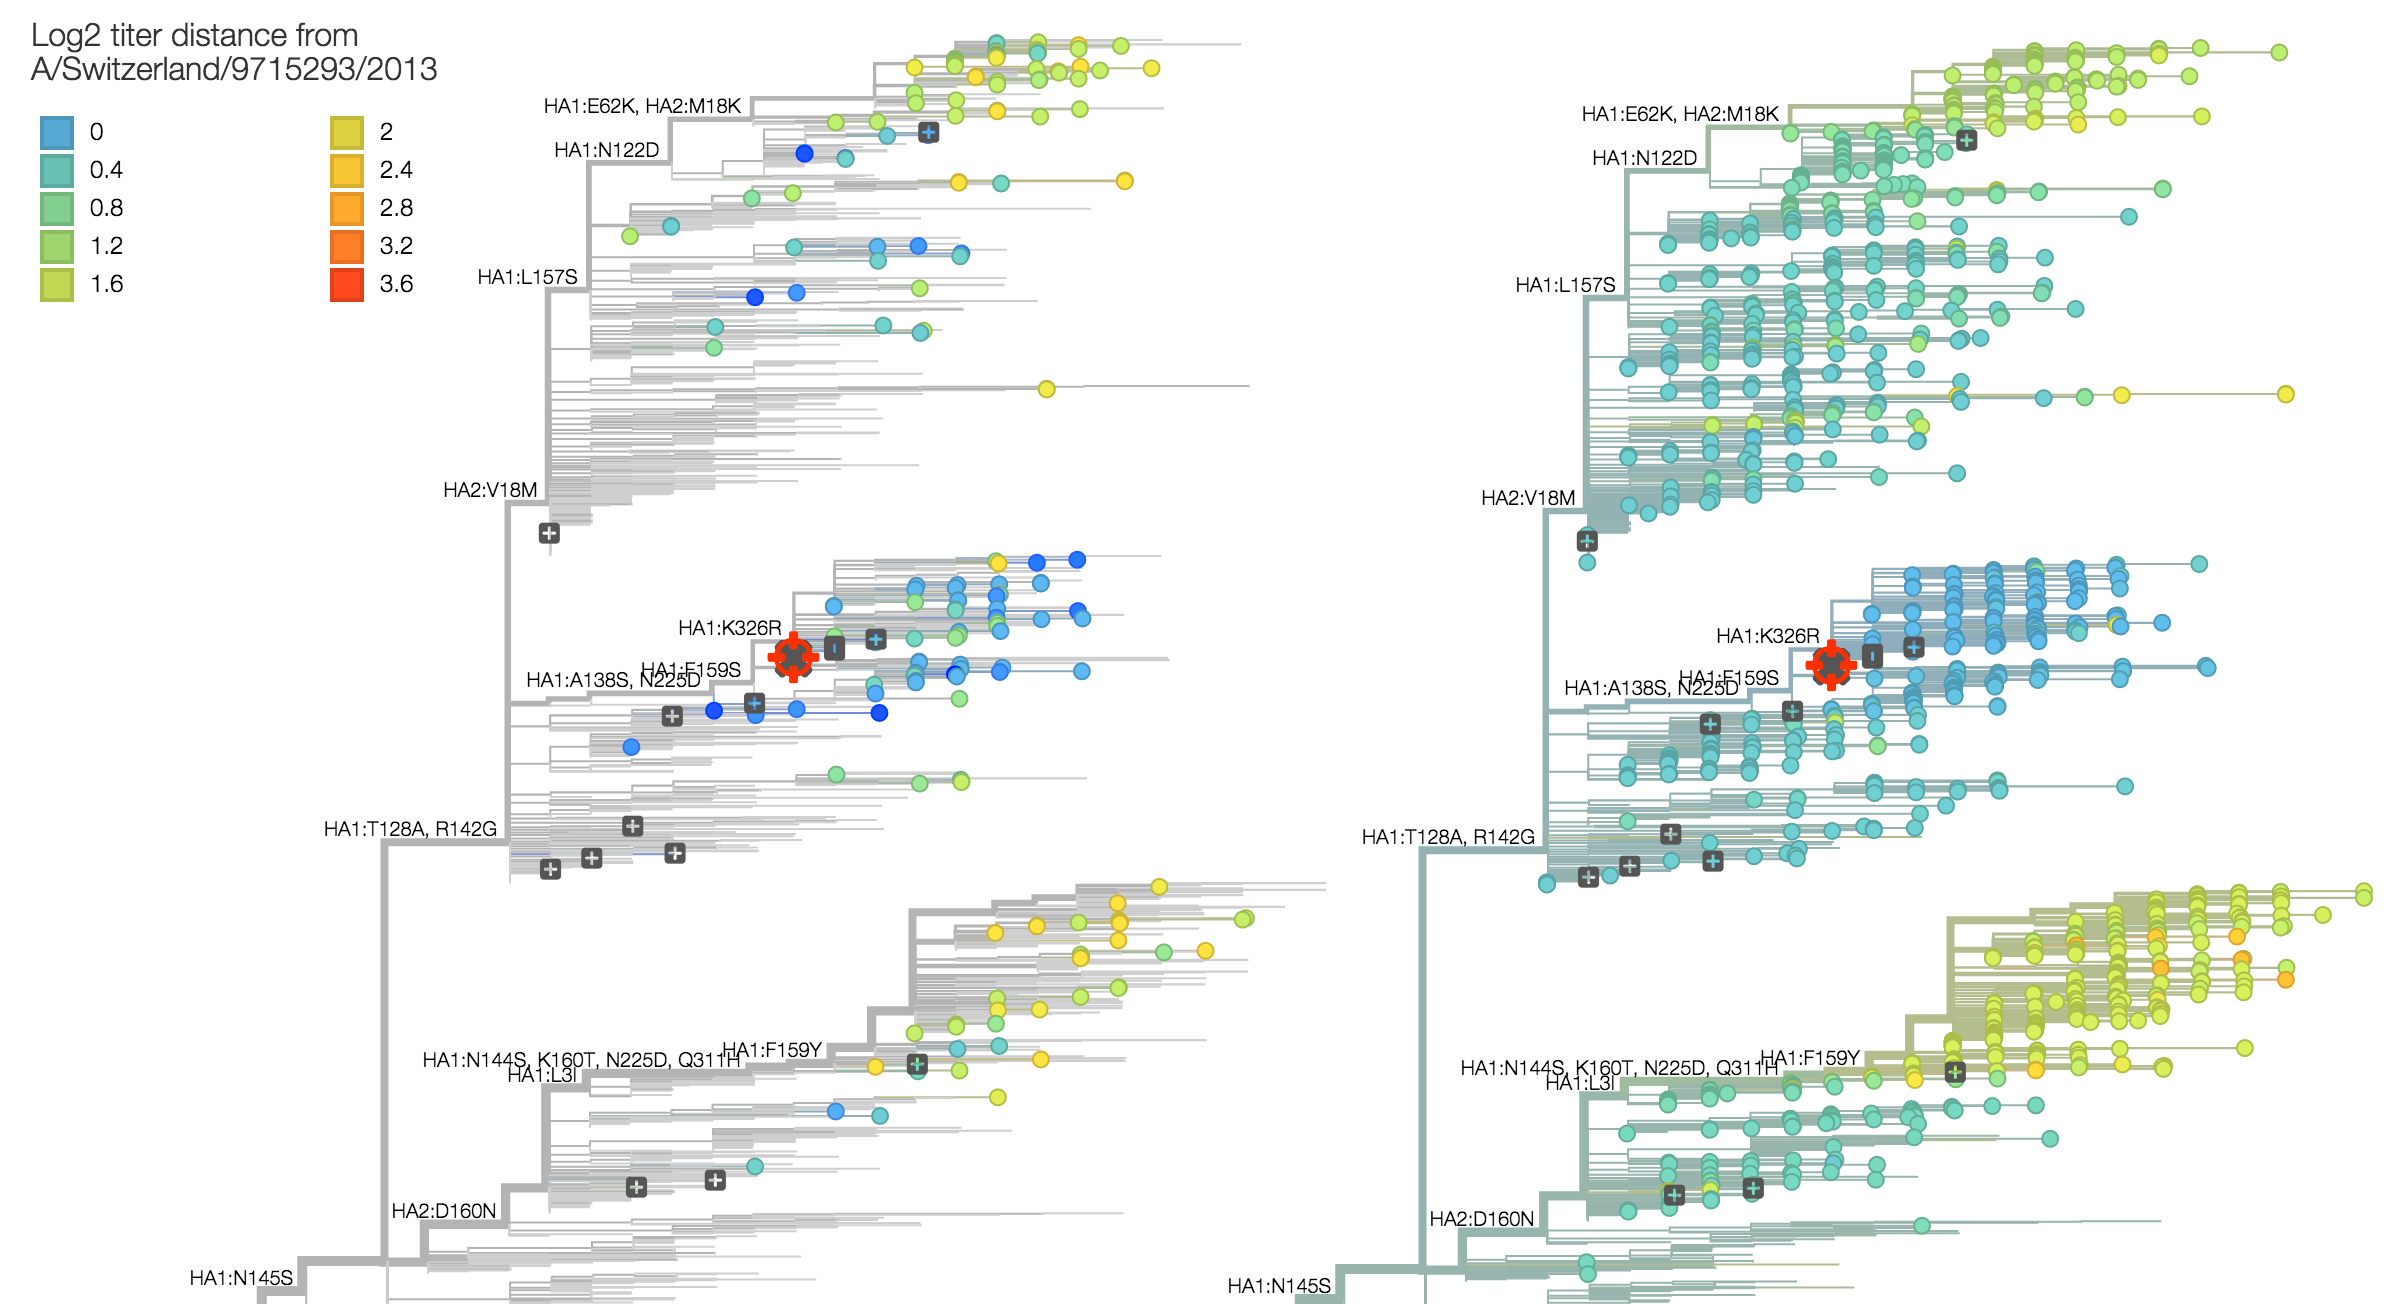 Log2 titer distance from
A/Switzerland/9715293/2013
0 2
0.4 2.4
0.8 2.8
1.2 3.2
1.6 3.6
HA1:E62K, HA2:M18K
HA1:N122D
HA1:L157S
HA2:V18M
HA1:K326R
HA1:F159S
HA1:A138S, N225D
HA1:T128A, R142G
HA1:F159Y
HA1:N144S, K160T, N225D, Q311H
HA1:L3I
HA2:D160N
HA1:N145S
HA1:E62K, HA2:M18K
HA1:N122D
HA1:L157S
HA2:V18M
HA1:K326R
HA1:F159S
HA1:A138S, N225D
HA1:T128A, R142G
HA1:F159Y
HA1:N144S, K160T, N225D, Q311H
HA1:L3I
HA2:D160N
HA1:N145S